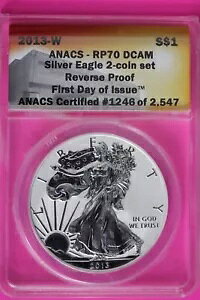 2013-W S$1
ANACS - RP70 DCAM
Silver Eagle 2-coin set
Reverse Proof
First Day of Issue™
ANACS Certified #1246 of 2,547
LIBERTY
IN GOD
WE TRUST
2013